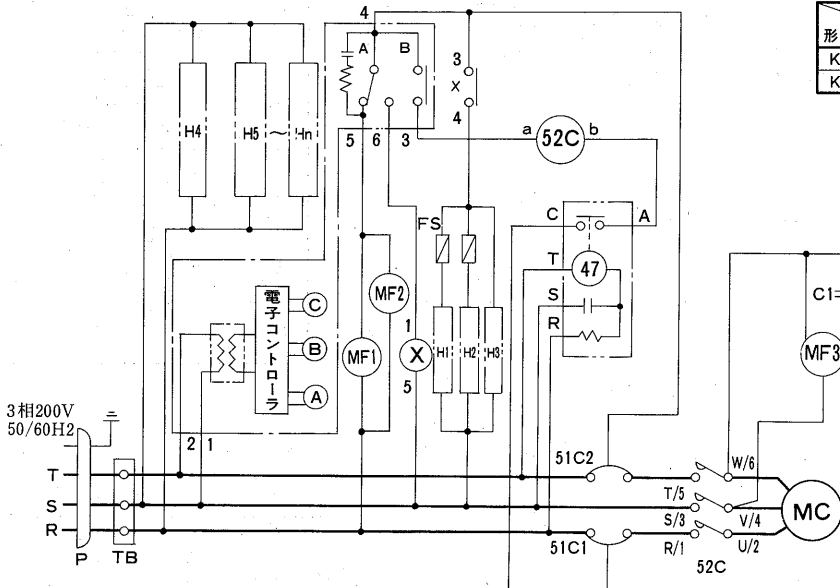 4
A
B
形
K
K
3
X
4
H4
H5
～
Hn
5
6
3
a
52C
b
FS
C
A
T
47
S
R
C1=
MF2
MF3
電子コントローラ
C
B
A
MF1
1
X
5
H1
H2
H3
3相200V
50/60H2
2
1
T
S
R
P
TB
51C2
51C1
T/5
S/3
R/1
W/6
V/4
U/2
52C
MC